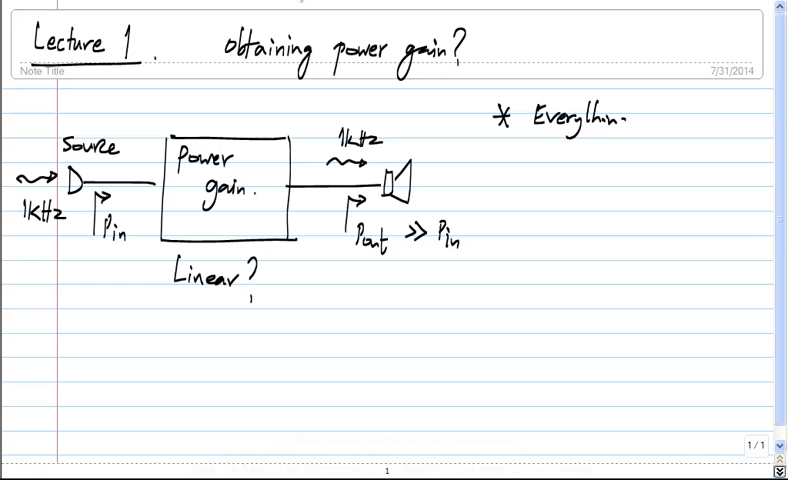 Lecture 1. obtaining power gain?
Note Title
7/31/2014
* Everythin.
Source
1kHz
Pin
Power
gain.
1kHz
Pout >> Pin
Linear?
1 / 1
1